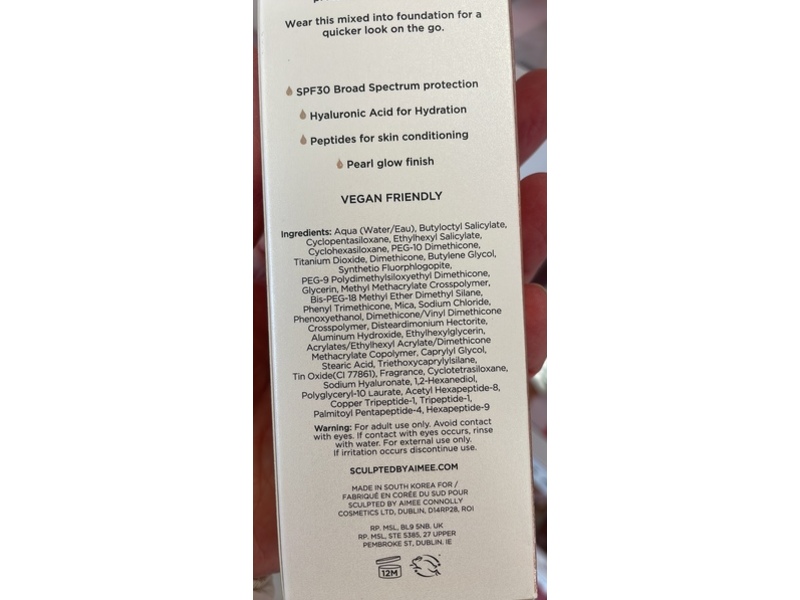 Wear this mixed into foundation for a
quicker look on the go.
SPF30 Broad Spectrum protection
Hyaluronic Acid for Hydration
Peptides for skin conditioning
Pearl glow finish
VEGAN FRIENDLY
Ingredients: Aqua (Water/Eau), Butyloctyl Salicylate,
Cyclopentasiloxane, Ethylhexyl Salicylate,
Cyclohexasiloxane, PEG-10 Dimethicone,
Titanium Dioxide, Dimethicone, Butylene Glycol,
Synthetio Fluorphlogopite,
PEG-9 Polydimethylsiloxyethyl Dimethicone,
Glycerin, Methyl Methacrylate Crosspolymer,
Bis-PEG-18 Methyl Ether Dimethyl Silane,
Phenyl Trimethicone, Mica, Sodium Chloride,
Phenoxyethanol, Dimethicone/Vinyl Dimethicone
Crosspolymer, Disteardimonium Hectorite,
Aluminum Hydroxide, Ethylhexylglycerin,
Acrylates/Ethylhexyl Acrylate/Dimethicone
Methacrylate Copolymer, Caprylyl Glycol,
Stearic Acid, Triethoxycaprylylsilane,
Tin Oxide(CI 77861), Fragrance, Cyclotetrasiloxane,
Sodium Hyaluronate, 1,2-Hexanediol,
Polyglyceryl-10 Laurate, Acetyl Hexapeptide-8,
Copper Tripeptide-1, Tripeptide-1,
Palmitoyl Pentapeptide-4, Hexapeptide-9
Warning: For adult use only. Avoid contact
with eyes. If contact with eyes occurs, rinse
with water. For external use only.
If irritation occurs discontinue use.
SCULPTEDBYAIMEE.COM
MADE IN SOUTH KOREA FOR /
FABRIQUÉ EN CORÉE DU SUD POUR
SCULPTED BY AIMEE CONNOLLY
COSMETICS LTD, DUBLIN, D14RP28, ROI
RP. MSL, BL9 5NB. UK
RP. MSL, STE 5385, 27 UPPER
PEMBROKE ST, DUBLIN. IE
12M